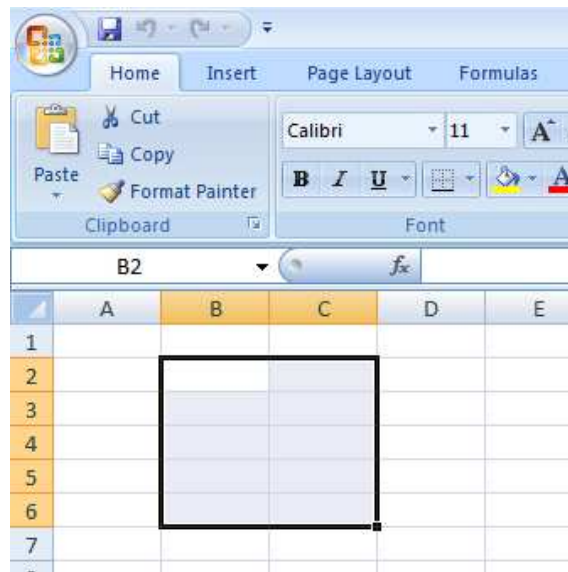 Home Insert Page Layout Formulas
Cut
Copy
Paste
Format Painter
Clipboard
Calibri 11 A
B I U A
Font
B2 fx
A B C D E
1
2
3
4
5
6
7